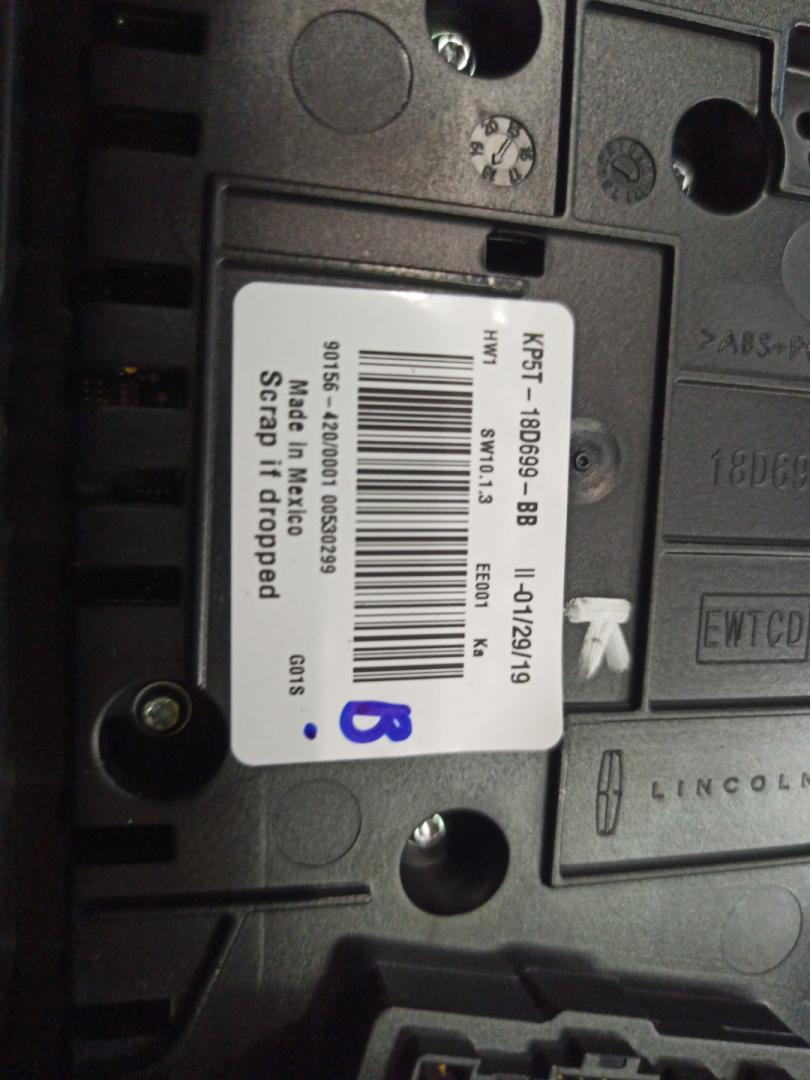 KP5T-18D699-BB II-01/29/19
HW1 SW10.1.3 EE001 Ka
90156-420/0001 00530299
Made in Mexico G01S
Scrap if dropped
B
K
>ABS+P
18D69
EWTCD
LINCOLN